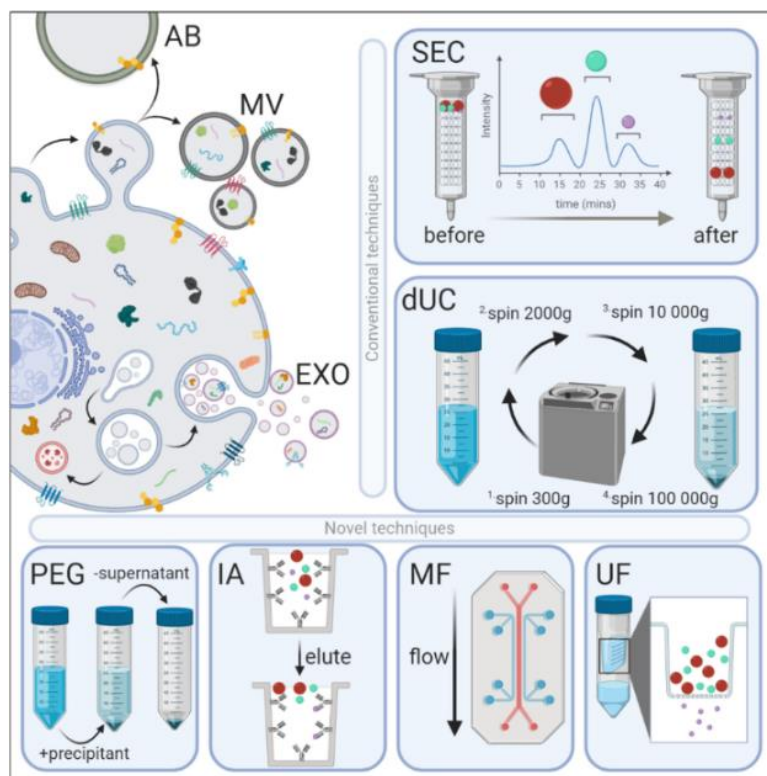 AB
MV
EXO
Conventional techniques
SEC
Intensity
0 5 10 15 20 25 30 35 40
time (mins)
before
after
dUC
2. spin 2000g
3. spin 10 000g
1. spin 300g
4. spin 100 000g
Novel techniques
PEG
-supernatant
+precipitant
IA
elute
MF
flow
UF